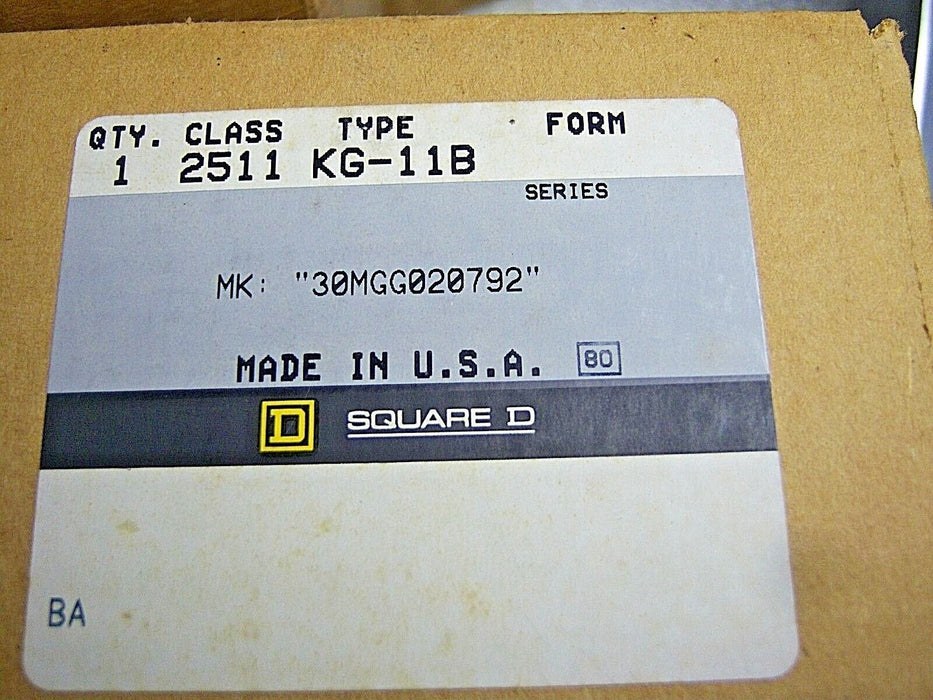 QTY. CLASS TYPE FORM
1 2511 KG-11B
SERIES
MK: "30MGG020792"
MADE IN U.S.A. 80
D SQUARE D
BA